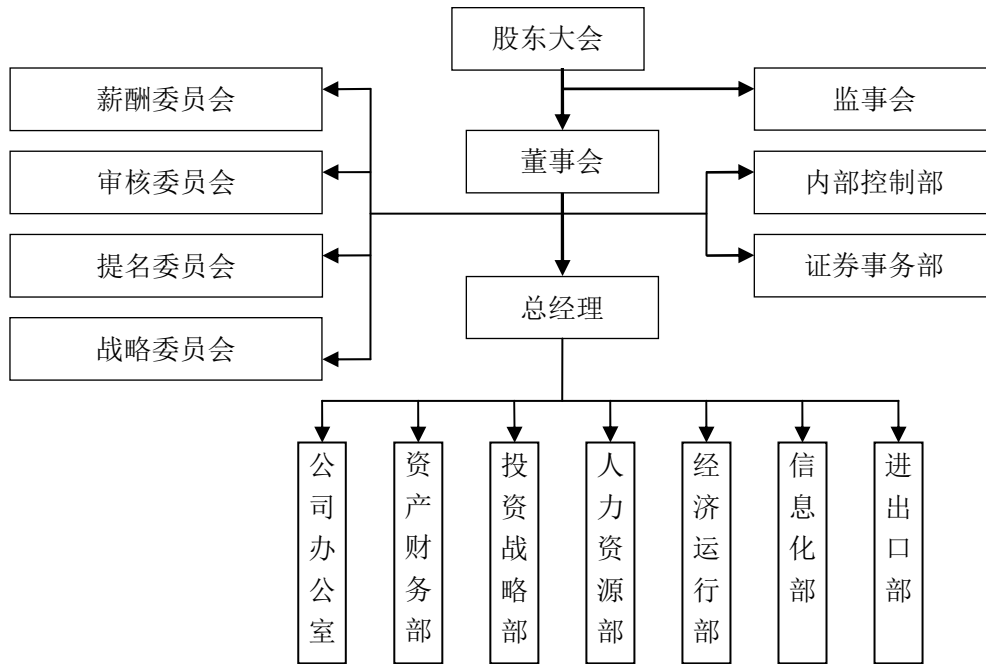 股东大会
薪酬委员会
监事会
董事会
审核委员会
内部控制部
提名委员会
证券事务部
总经理
战略委员会
公司办公室
资产财务部
投资战略部
人力资源部
经济运行部
信息化部
进出口部